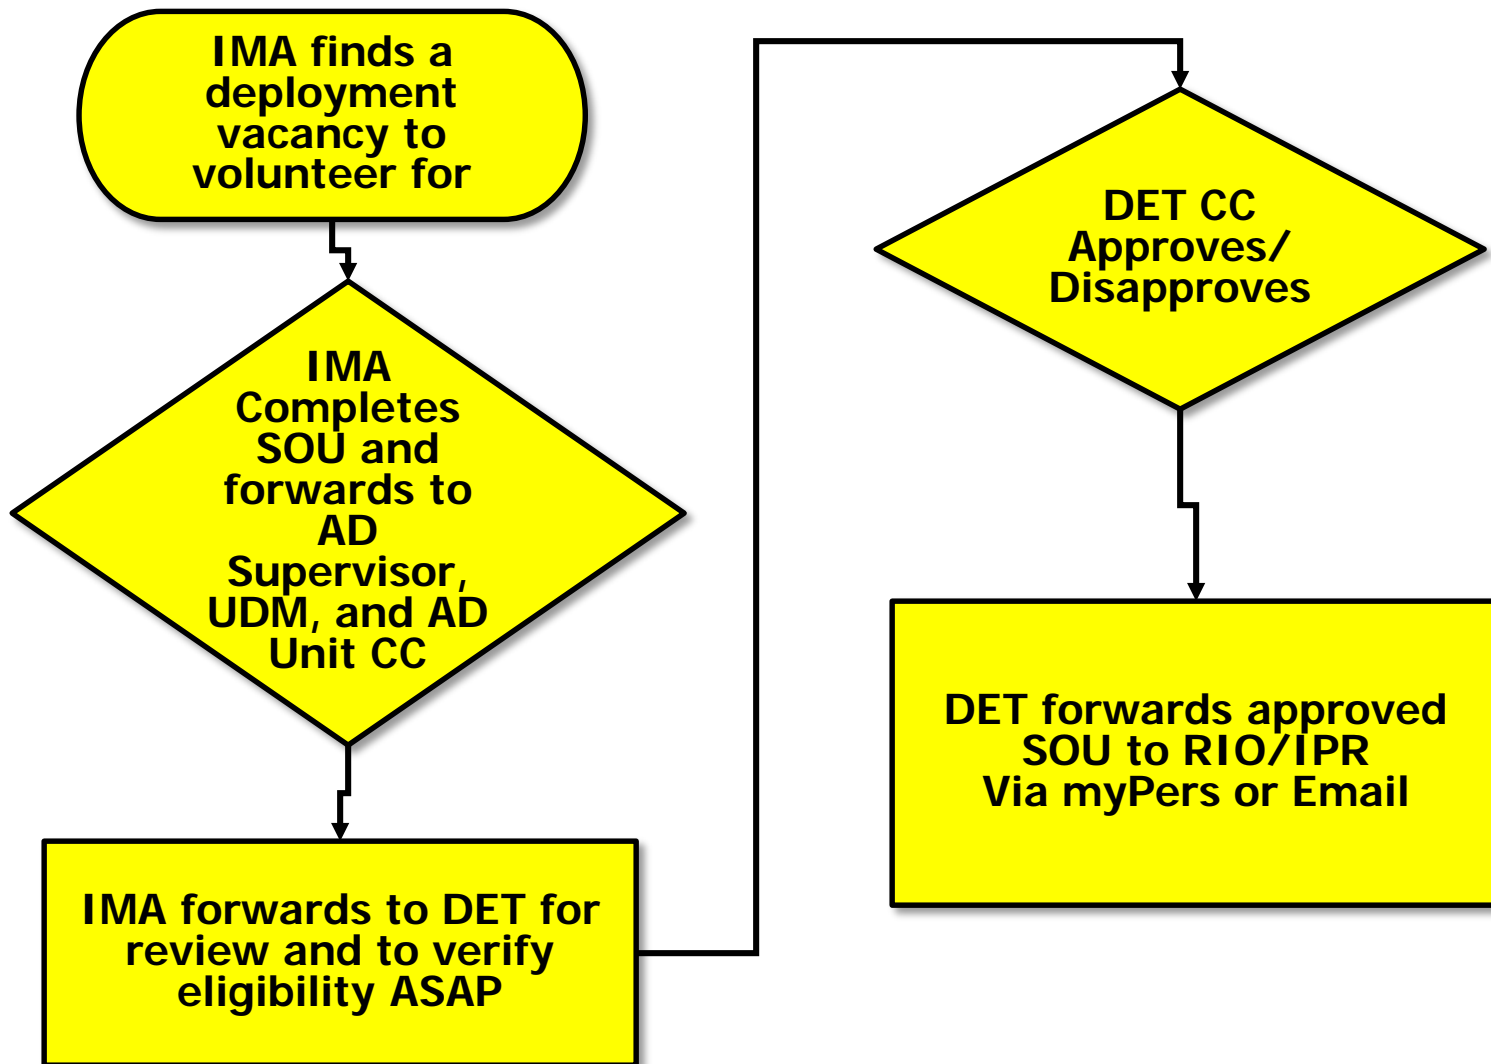 IMA finds a
deployment
vacancy to
volunteer for
IMA
Completes
SOU and
forwards to
AD
Supervisor,
UDM, and AD
Unit CC
IMA forwards to DET for
review and to verify
eligibility ASAP
DET CC
Approves/
Disapproves
DET forwards approved
SOU to RIO/IPR
Via myPers or Email